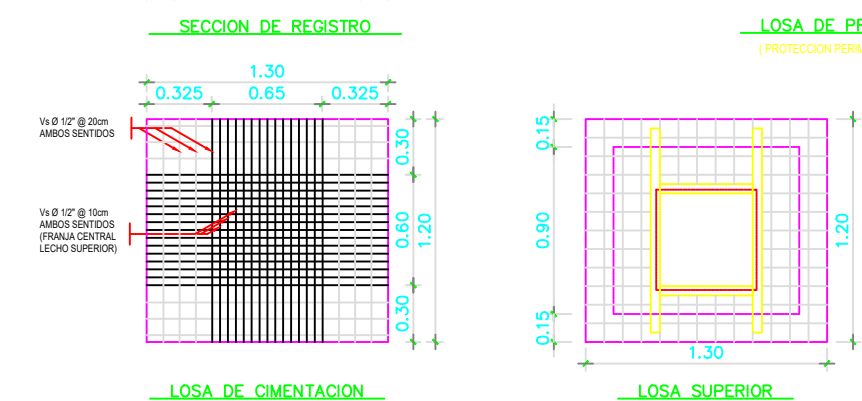 SECCION DE REGISTRO
LOSA DE
1.30
0.325 0.65 0.325
Vs Ø 1/2" @ 20cm
AMBOS SENTIDOS
0.30
Vs Ø 1/2" @ 10cm
AMBOS SENTIDOS
(FRANJA CENTRAL
LECHO SUPERIOR)
0.60
1.20
0.30
LOSA DE CIMENTACION
( PROTECCION
0.15
0.90
0.15
1.20
1.30
LOSA SUPERIOR